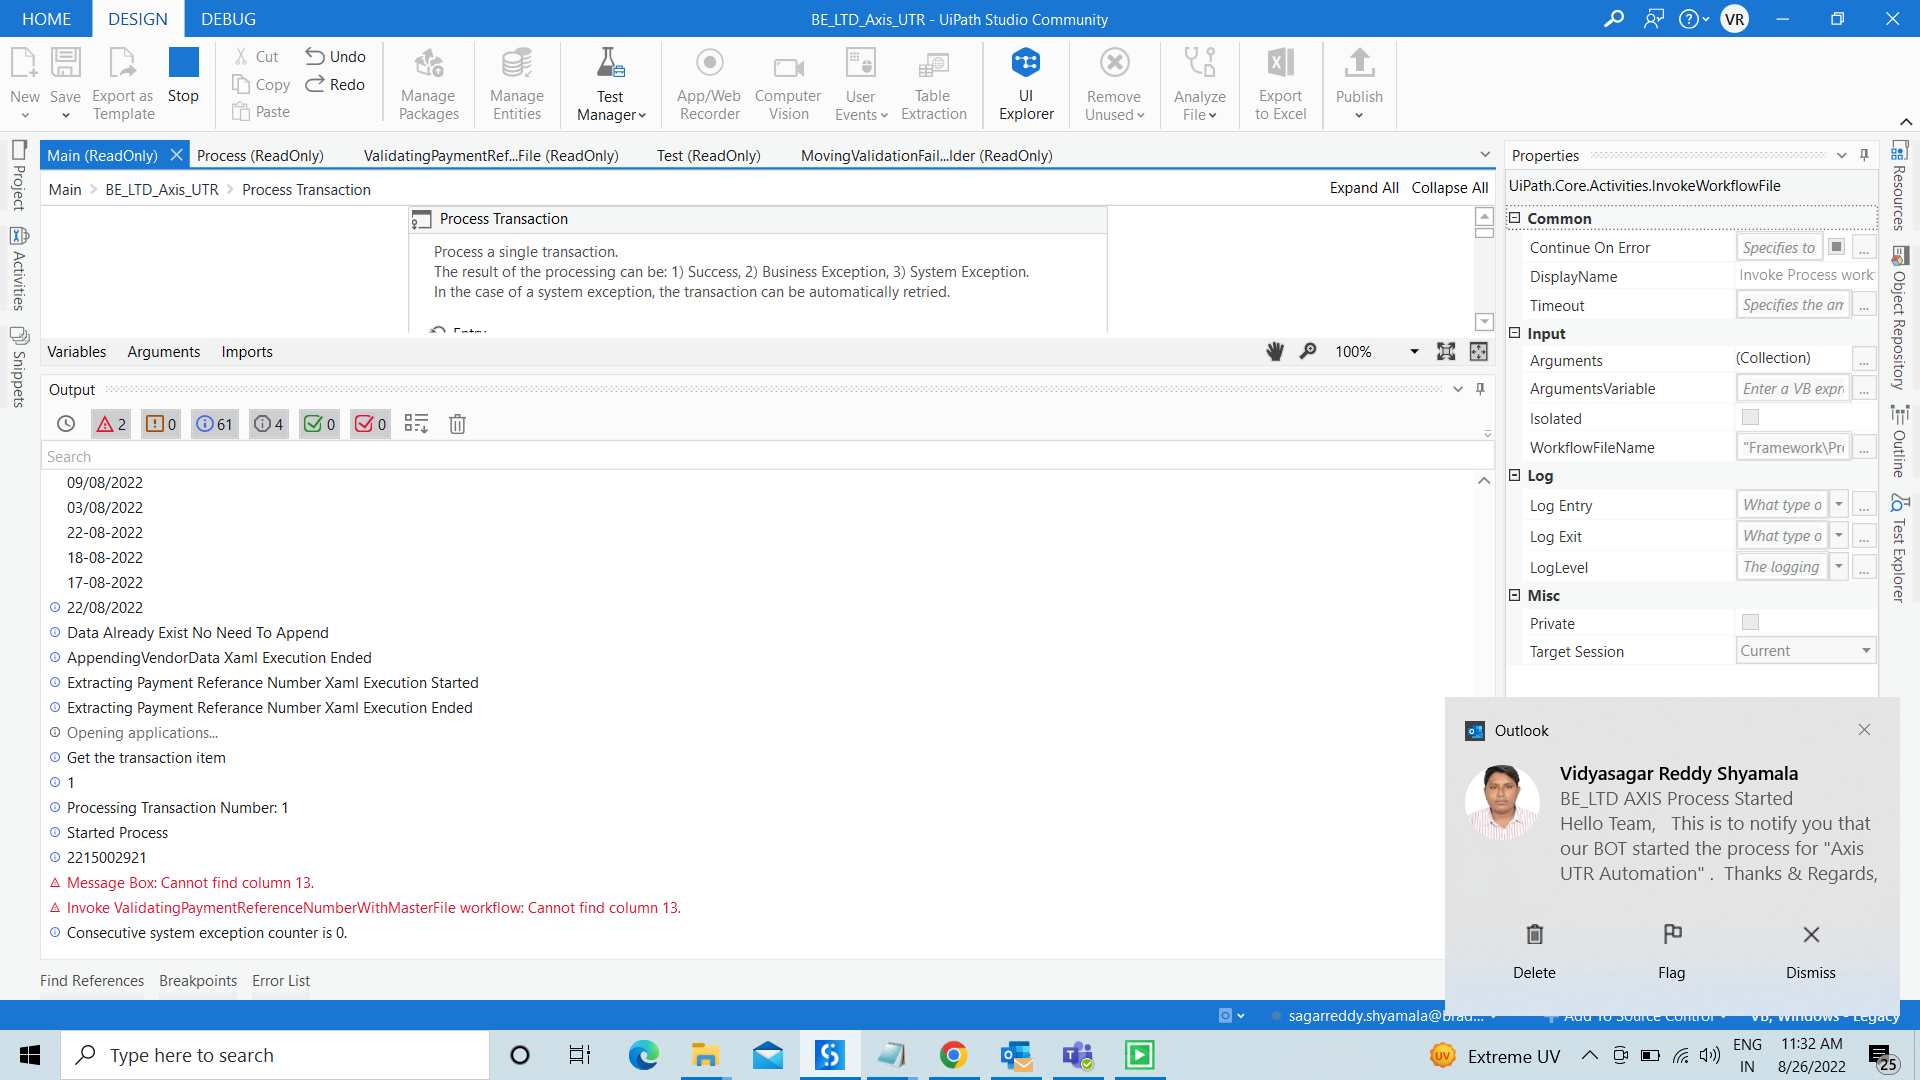 HOME DESIGN DEBUG
BE_LTD_Axis_UTR - UiPath Studio Community
VR
New
Save
Export as Template
Stop
Cut
Copy
Paste
Undo
Redo
Manage Packages
Manage Entities
Test Manager
App/Web Recorder
Computer Vision
User Events
Table Extraction
UI Explorer
Remove Unused
Analyze File
Export to Excel
Publish
Project
Activities
Snippets
Main (ReadOnly) Process (ReadOnly) ValidatingPaymentRef...File (ReadOnly) Test (ReadOnly) MovingValidationFail...lder (ReadOnly)
Main BE_LTD_Axis_UTR Process Transaction
Expand All Collapse All
Process Transaction
Process a single transaction.
The result of the processing can be: 1) Success, 2) Business Exception, 3) System Exception.
In the case of a system exception, the transaction can be automatically retried.
Entry
Variables Arguments Imports
100%
Output
2 0 61 4 0 0
Search
09/08/2022
03/08/2022
22-08-2022
18-08-2022
17-08-2022
22/08/2022
Data Already Exist No Need To Append
AppendingVendorData Xaml Execution Ended
Extracting Payment Referance Number Xaml Execution Started
Extracting Payment Referance Number Xaml Execution Ended
Opening applications...
Get the transaction item
1
Processing Transaction Number: 1
Started Process
2215002921
Message Box: Cannot find column 13.
Invoke ValidatingPaymentReferenceNumberWithMasterFile workflow: Cannot find column 13.
Consecutive system exception counter is 0.
Find References Breakpoints Error List
Properties
UiPath.Core.Activities.InvokeWorkflowFile
Common
Continue On Error Specifies to ...
DisplayName Invoke Process work
Timeout Specifies the am ...
Input
Arguments (Collection) ...
ArgumentsVariable Enter a VB expr ...
Isolated
WorkflowFileName "Framework\Pro ...
Log
Log Entry What type o ...
Log Exit What type o ...
LogLevel The logging ...
Misc
Private
Target Session Current
Resources
Object Repository
Outline
Test Explorer
Outlook
Vidyasagar Reddy Shyamala
BE_LTD AXIS Process Started
Hello Team, This is to notify you that
our BOT started the process for "Axis
UTR Automation" . Thanks & Regards,
Delete Flag Dismiss
sagarreddy.shyamala@brad... Add To Source Control VB, Windows - Legacy
Type here to search
UV Extreme UV
ENG
IN
11:32 AM
8/26/2022
25